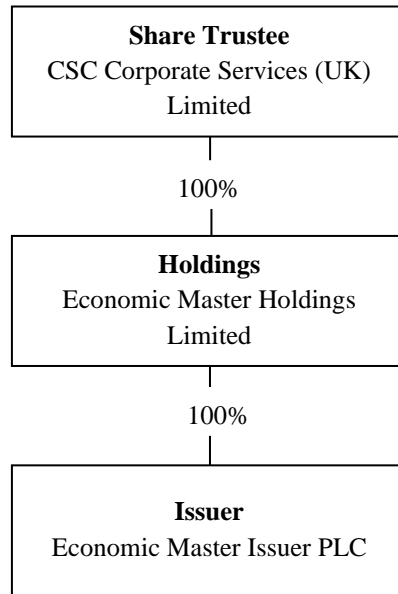 Share Trustee
CSC Corporate Services (UK)
Limited
100%
Holdings
Economic Master Holdings
Limited
100%
Issuer
Economic Master Issuer PLC